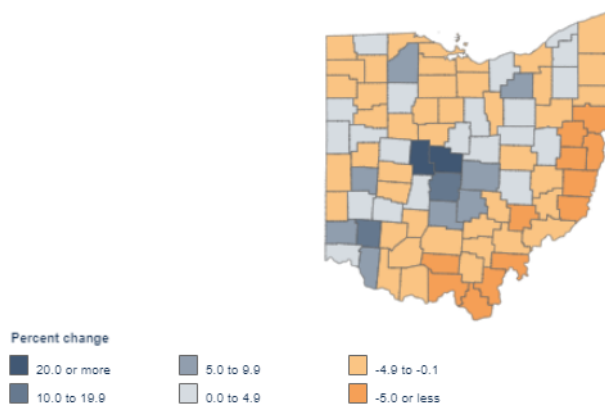 Percent change
20.0 or more
5.0 to 9.9
-4.9 to -0.1
10.0 to 19.9
0.0 to 4.9
-5.0 or less